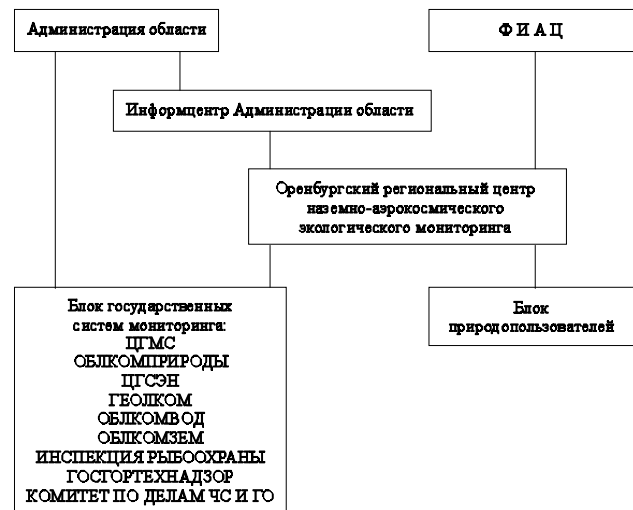 Администрация области
Ф И А Ц
Информцентр Администрации области
Оренбургский региональный центр
наземно-аэрокосмического
экологического мониторинга
Блок государственных
систем мониторинга:
ЦГМС
ОБЛКОМПРИРОДЫ
ЦГСЭН
ГЕОЛКОМ
ОБЛКОМВОД
ОБЛКОМЗЕМ
ИНСПЕКЦИЯ РЫБООХРАНЫ
ГОСГОРТЕХНАДЗОР
КОМИТЕТ ПО ДЕЛАМ ЧС И ГО
Блок
природопользователей